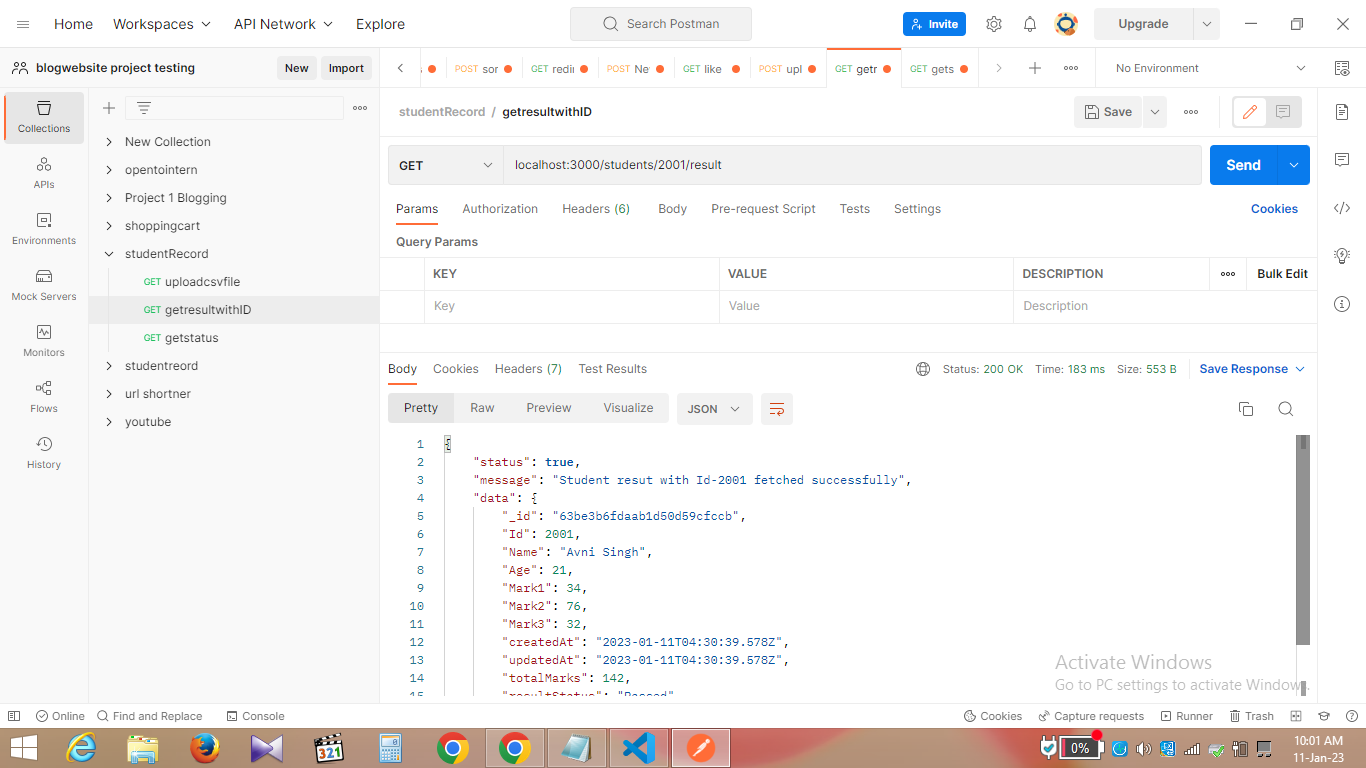 Home Workspaces API Network Explore Search Postman Invite Upgrade
blogwebsite project testing New Import POST sor GET redir POST Ne GET like POST upl GET getr GET gets No Environment
studentRecord / getresultwithID Save
GET localhost:3000/students/2001/result Send
Params Authorization Headers (6) Body Pre-request Script Tests Settings Cookies
Query Params
KEY VALUE DESCRIPTION Bulk Edit
Key Value Description
Collections
APIs
Environments
Mock Servers
Monitors
Flows
History
New Collection
opentointern
Project 1 Blogging
shoppingcart
studentRecord
GET uploadcsvfile
GET getresultwithID
GET getstatus
studentreord
url shortner
youtube
Body Cookies Headers (7) Test Results Status: 200 OK Time: 183 ms Size: 553 B Save Response
Pretty Raw Preview Visualize JSON
1 {
2 "status": true,
3 "message": "Student resut with Id-2001 fetched successfully",
4 "data": {
5 "_id": "63be3b6fdaab1d50d59cfccb",
6 "Id": 2001,
7 "Name": "Avni Singh",
8 "Age": 21,
9 "Mark1": 34,
10 "Mark2": 76,
11 "Mark3": 32,
12 "createdAt": "2023-01-11T04:30:39.578Z",
13 "updatedAt": "2023-01-11T04:30:39.578Z",
14 "totalMarks": 142,
15 "resultStatus": "Passed"
Activate Windows
Go to PC settings to activate Windows.
Online Find and Replace Console Cookies Capture requests Runner Trash
321 0% 10:01 AM
11-Jan-23